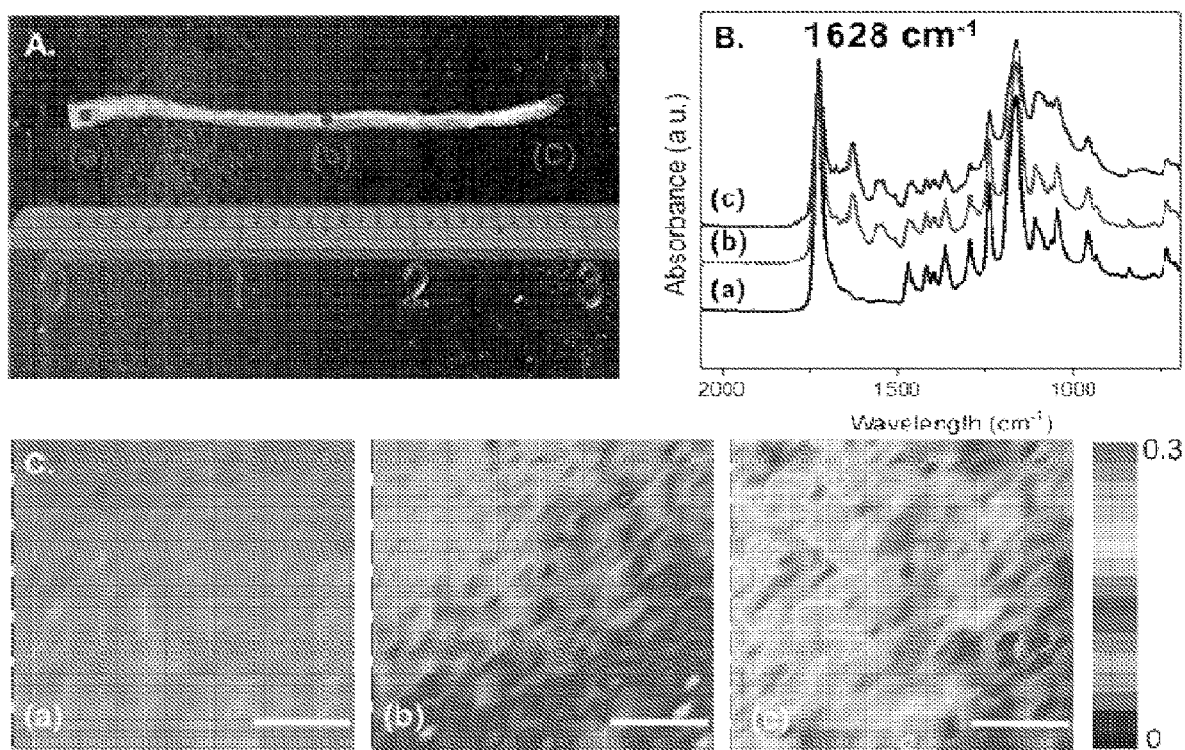 A.
(C)
B. 1628 cm-1
Absorbance (a.u.)
(c)
(b)
(a)
2000 1500 1000
Wavelength (cm-1)
C.
(a)
(b)
(c)
0.3
0